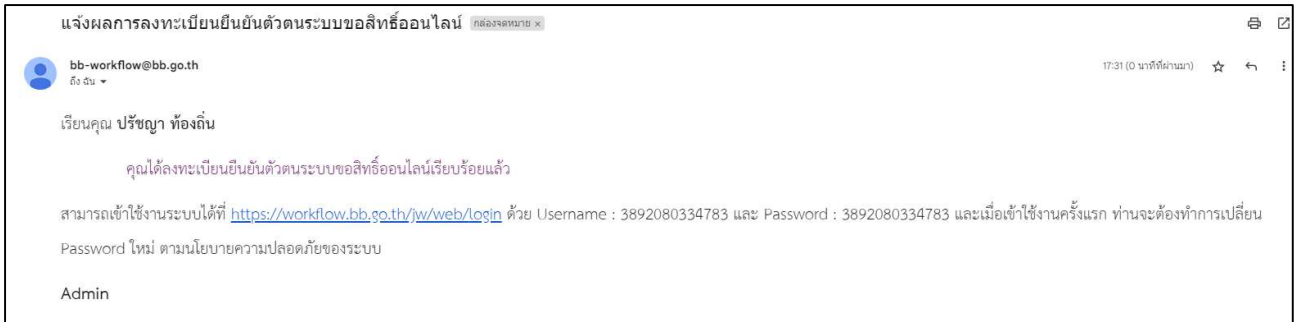 แจ้งผลการลงทะเบียนยืนยันตัวตนระบบขอสิทธิ์ออนไลน์ กล่องจดหมาย ×
bb-workflow@bb.go.th 17:31 (0 นาทีที่ผ่านมา)
ถึง ฉัน
เรียนคุณ ปรัชญา ท้องถิ่น
คุณได้ลงทะเบียนยืนยันตัวตนระบบขอสิทธิ์ออนไลน์เรียบร้อยแล้ว
สามารถเข้าใช้งานระบบได้ที่ https://workflow.bb.go.th/jw/web/login ด้วย Username : 3892080334783 และ Password : 3892080334783 และเมื่อเข้าใช้งานครั้งแรก ท่านจะต้องทำการเปลี่ยน
Password ใหม่ ตามนโยบายความปลอดภัยของระบบ
Admin